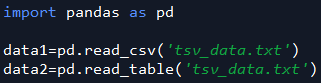 import pandas as pd
data1=pd.read_csv('tsv_data.txt')
data2=pd.read_table('tsv_data.txt')